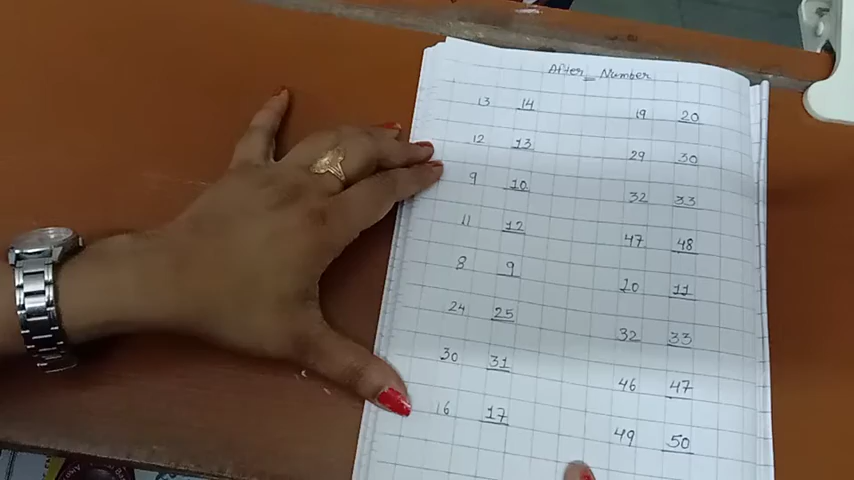 After Number
13 14 19 20
12 13 29 30
9 10 32 33
11 12 47 48
8 9 10 11
24 25 32 33
30 31 46 47
16 17 49 50